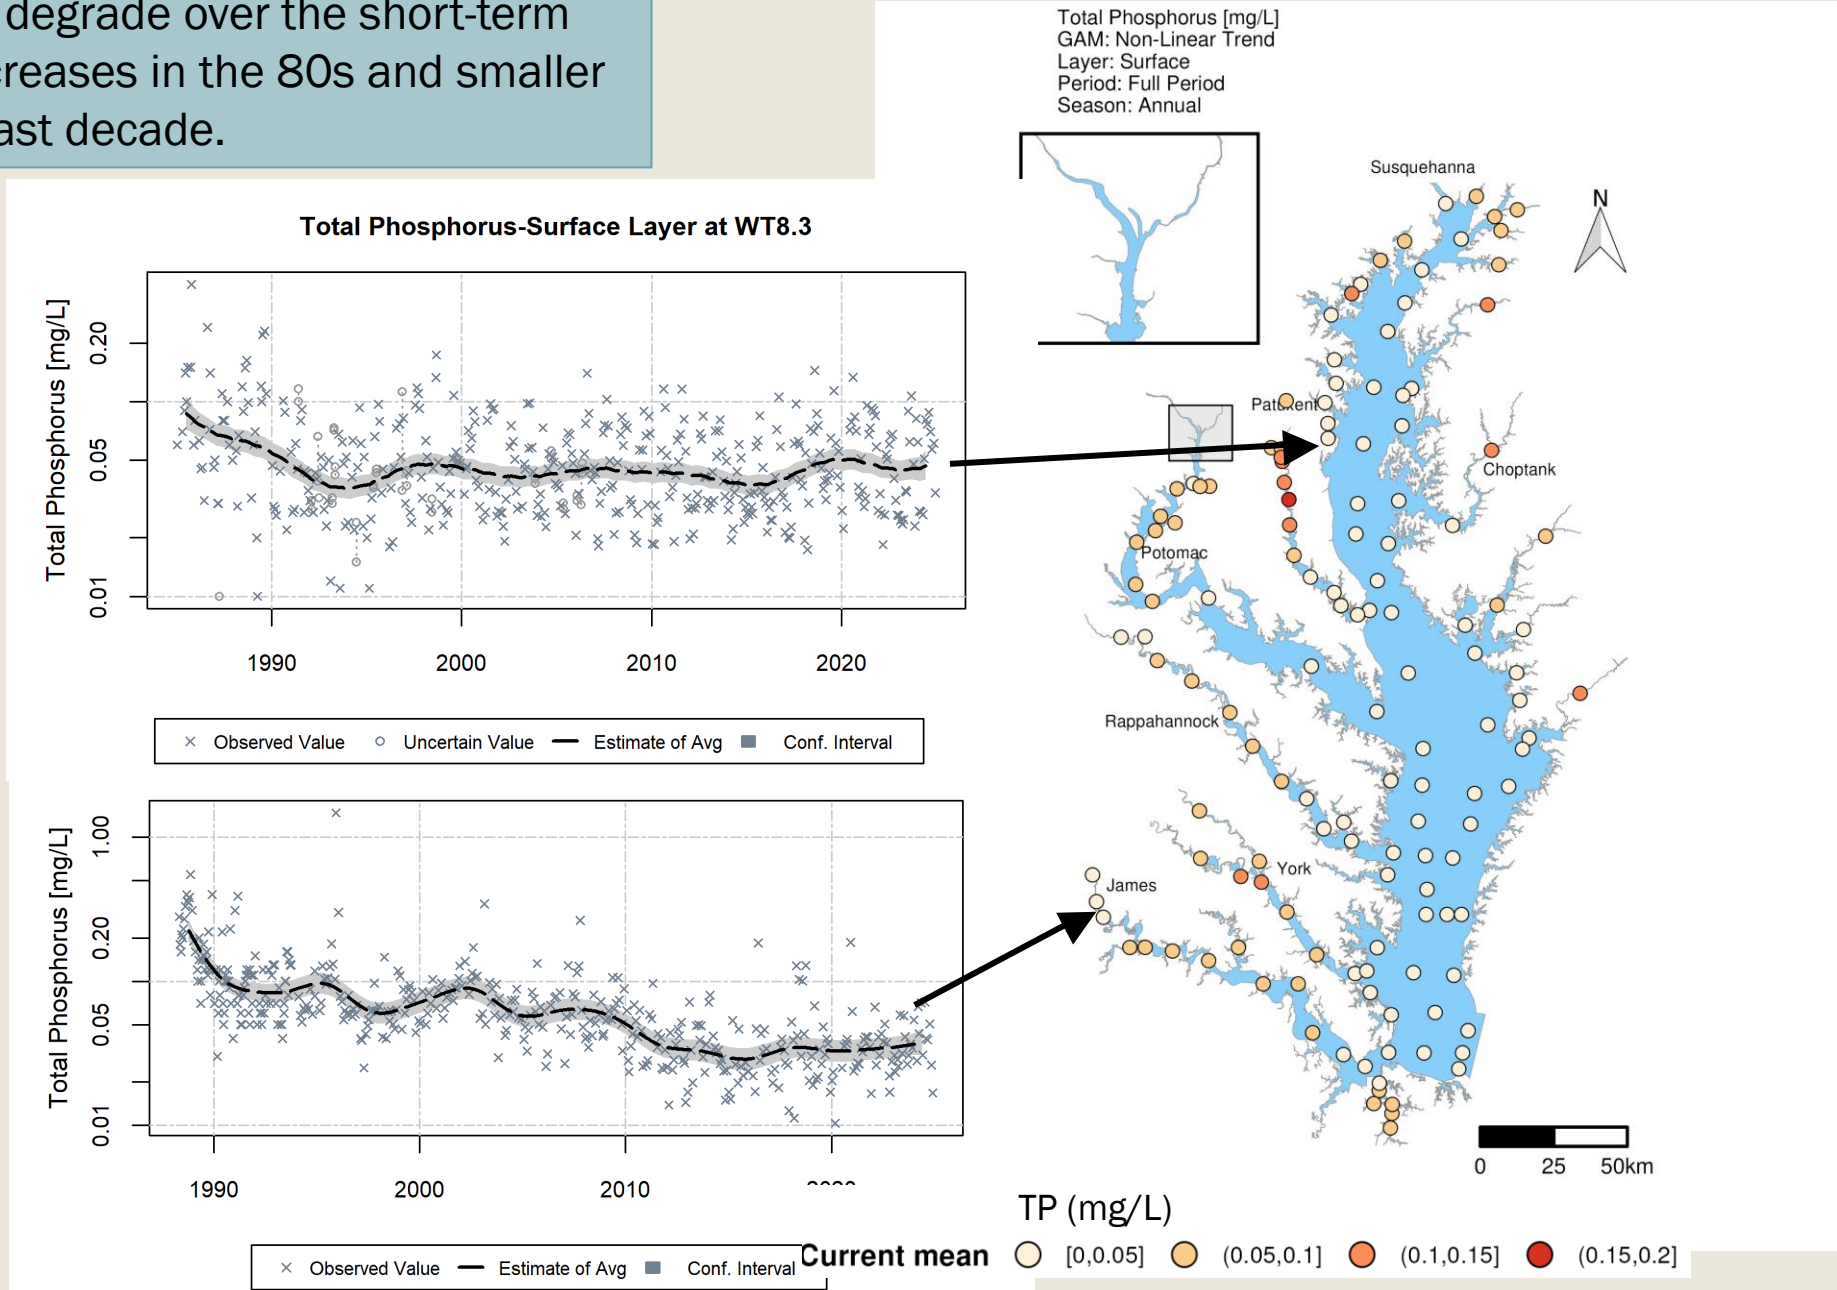 degrade over the short-term
creases in the 80s and smaller
ast decade.
Total Phosphorus [mg/L]
GAM: Non-Linear Trend
Layer: Surface
Period: Full Period
Season: Annual
Total Phosphorus-Surface Layer at WT8.3
Total Phosphorus [mg/L]
0.20
0.05
0.01
1990 2000 2010 2020
Observed Value Uncertain Value Estimate of Avg Conf. Interval
Total Phosphorus [mg/L]
1.00
0.20
0.05
0.01
1990 2000 2010 2020
Observed Value Estimate of Avg Conf. Interval
Susquehanna
N
Patuxent
Choptank
Potomac
Rappahannock
York
James
0 25 50km
TP (mg/L)
Current mean [0,0.05] (0.05,0.1] (0.1,0.15] (0.15,0.2]